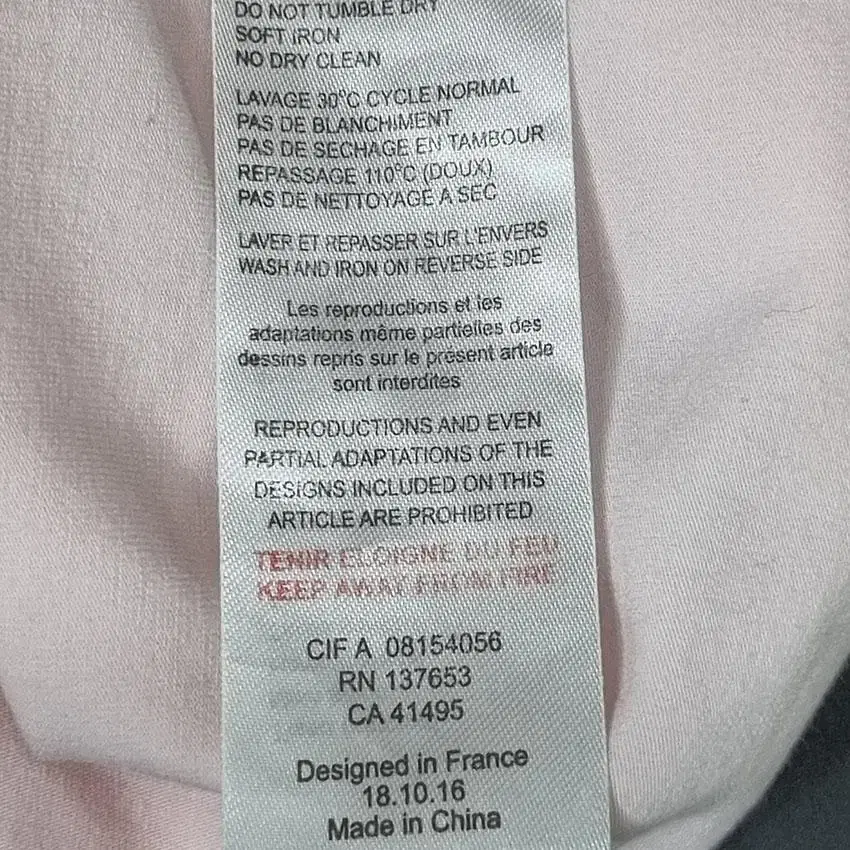 DO NOT TUMBLE DRY
SOFT IRON
NO DRY CLEAN
LAVAGE 30°C CYCLE NORMAL
PAS DE BLANCHIMENT
PAS DE SECHAGE EN TAMBOUR
REPASSAGE 110°C (DOUX)
PAS DE NETTOYAGE A SEC
LAVER ET REPASSER SUR L'ENVERS
WASH AND IRON ON REVERSE SIDE
Les reproductions et les
adaptations même partielles des
dessins repris sur le présent article
sont interdites
REPRODUCTIONS AND EVEN
PARTIAL ADAPTATIONS OF THE
DESIGNS INCLUDED ON THIS
ARTICLE ARE PROHIBITED
TENIR ELOIGNE DU FEU
KEEP AWAY FROM FIRE
CIF A 08154056
RN 137653
CA 41495
Designed in France
18.10.16
Made in China